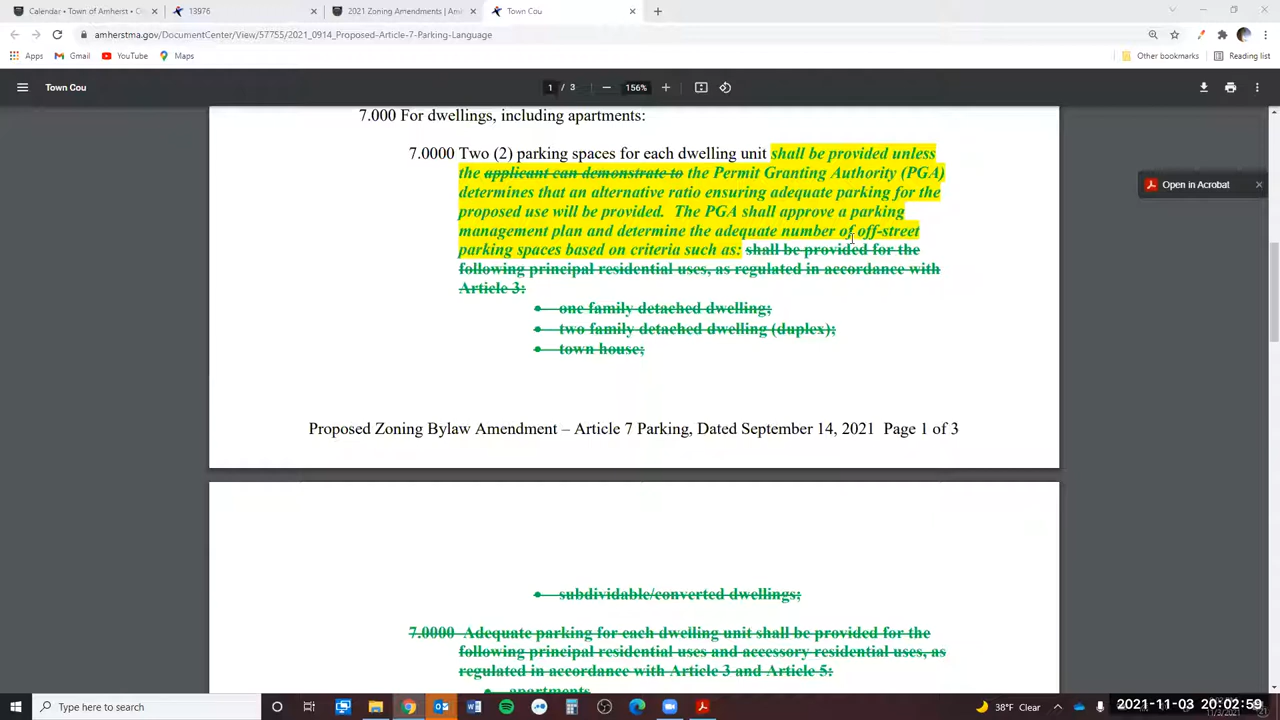 Calendar • Town of Amherst • Ci
13976
2021 Zoning Amendments | Am
Town Cou
amherstma.gov/DocumentCenter/View/57755/2021_0914_Proposed-Article-7-Parking-Language
Apps
Gmail
YouTube
Maps
Other bookmarks
Reading list
Town Cou
1 / 3
156%
Open in Acrobat
7.000 For dwellings, including apartments:
7.0000 Two (2) parking spaces for each dwelling unit shall be provided unless
the applicant can demonstrate to the Permit Granting Authority (PGA)
determines that an alternative ratio ensuring adequate parking for the
proposed use will be provided. The PGA shall approve a parking
management plan and determine the adequate number of off-street
parking spaces based on criteria such as: shall be provided for the
following principal residential uses, as regulated in accordance with
Article 3:
• one family detached dwelling;
• two family detached dwelling (duplex);
• town house;
Proposed Zoning Bylaw Amendment – Article 7 Parking, Dated September 14, 2021 Page 1 of 3
• subdividable/converted dwellings;
7.0000 Adequate parking for each dwelling unit shall be provided for the
following principal residential uses and accessory residential uses, as
regulated in accordance with Article 3 and Article 5:
• apartments
Type here to search
38°F Clear
2021-11-03 20:02:59
11/3/2021